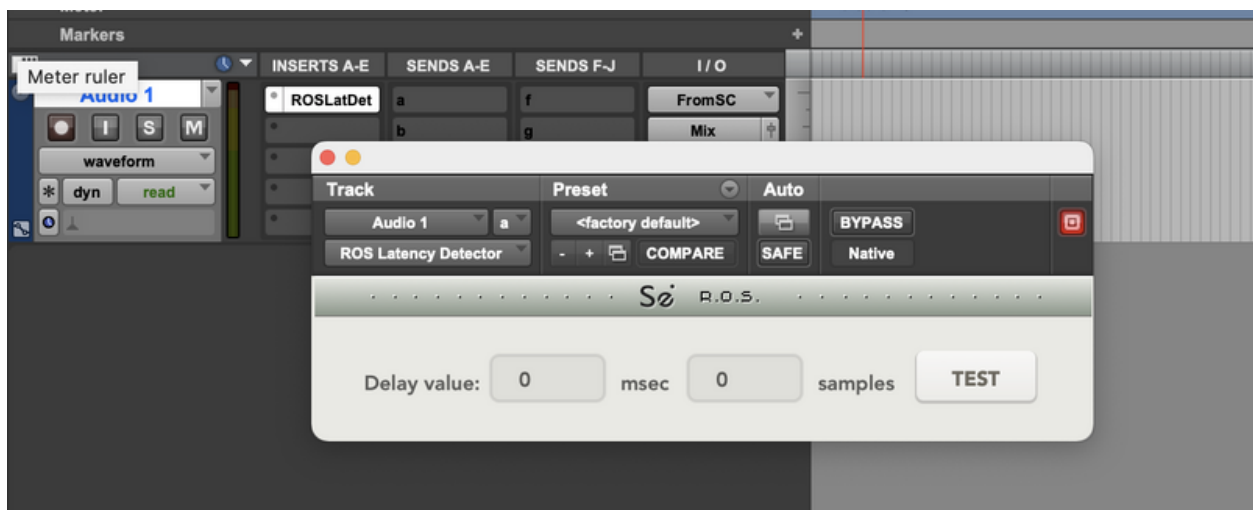 Markers
+
INSERTS A-E SENDS A-E SENDS F-J I / O
Meter ruler
Audio 1
ROSLatDet a f FromSC
I S M
b g Mix
waveform
* dyn read
Track Preset Auto
Audio 1 a <factory default> BYPASS
ROS Latency Detector - + COMPARE SAFE Native
R.O.S.
Delay value: 0 msec 0 samples TEST